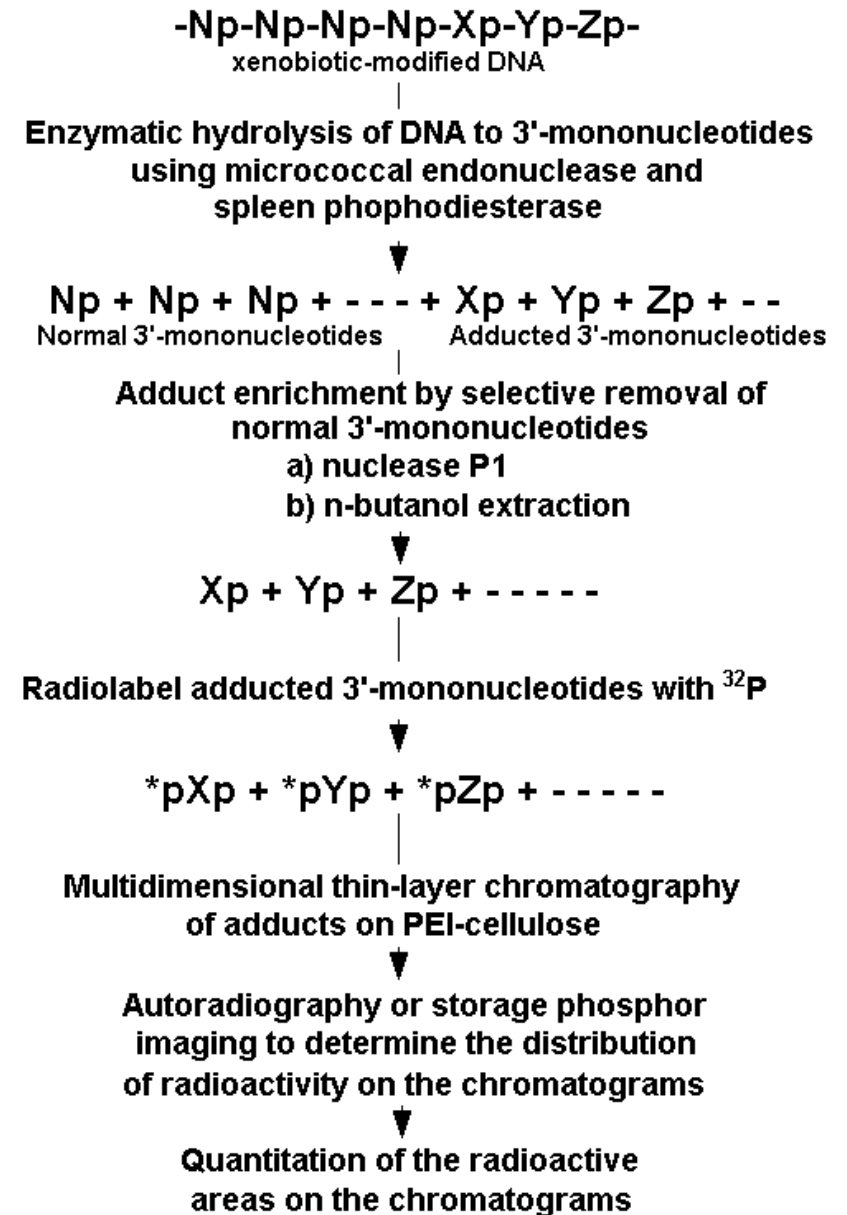 -Np-Np-Np-Np-Xp-Yp-Zp-
xenobiotic-modified DNA
Enzymatic hydrolysis of DNA to 3'-mononucleotides
using micrococcal endonuclease and
spleen phophodiesterase
Np + Np + Np + - - - + Xp + Yp + Zp + - -
Normal 3'-mononucleotides Adducted 3'-mononucleotides
Adduct enrichment by selective removal of
normal 3'-mononucleotides
a) nuclease P1
b) n-butanol extraction
Xp + Yp + Zp + - - - - -
Radiolabel adducted 3'-mononucleotides with ³²P
*pXp + *pYp + *pZp + - - - - -
Multidimensional thin-layer chromatography
of adducts on PEI-cellulose
Autoradiography or storage phosphor
imaging to determine the distribution
of radioactivity on the chromatograms
Quantitation of the radioactive
areas on the chromatograms